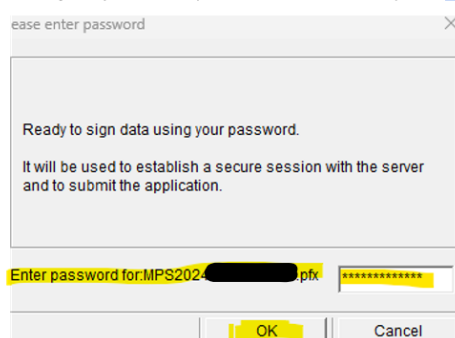 ease enter password
Ready to sign data using your password.
It will be used to establish a secure session with the server
and to submit the application.
Enter password for:MPS2024 .pfx *************
OK Cancel